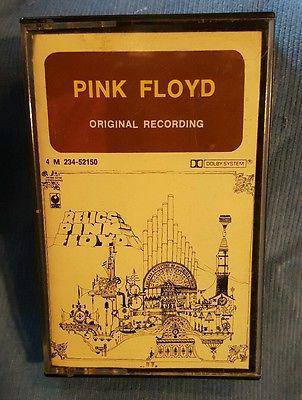 PINK FLOYD
ORIGINAL RECORDING
4 M 234-52150
DOLBY SYSTEM
RELICS
PINK
FLOYD